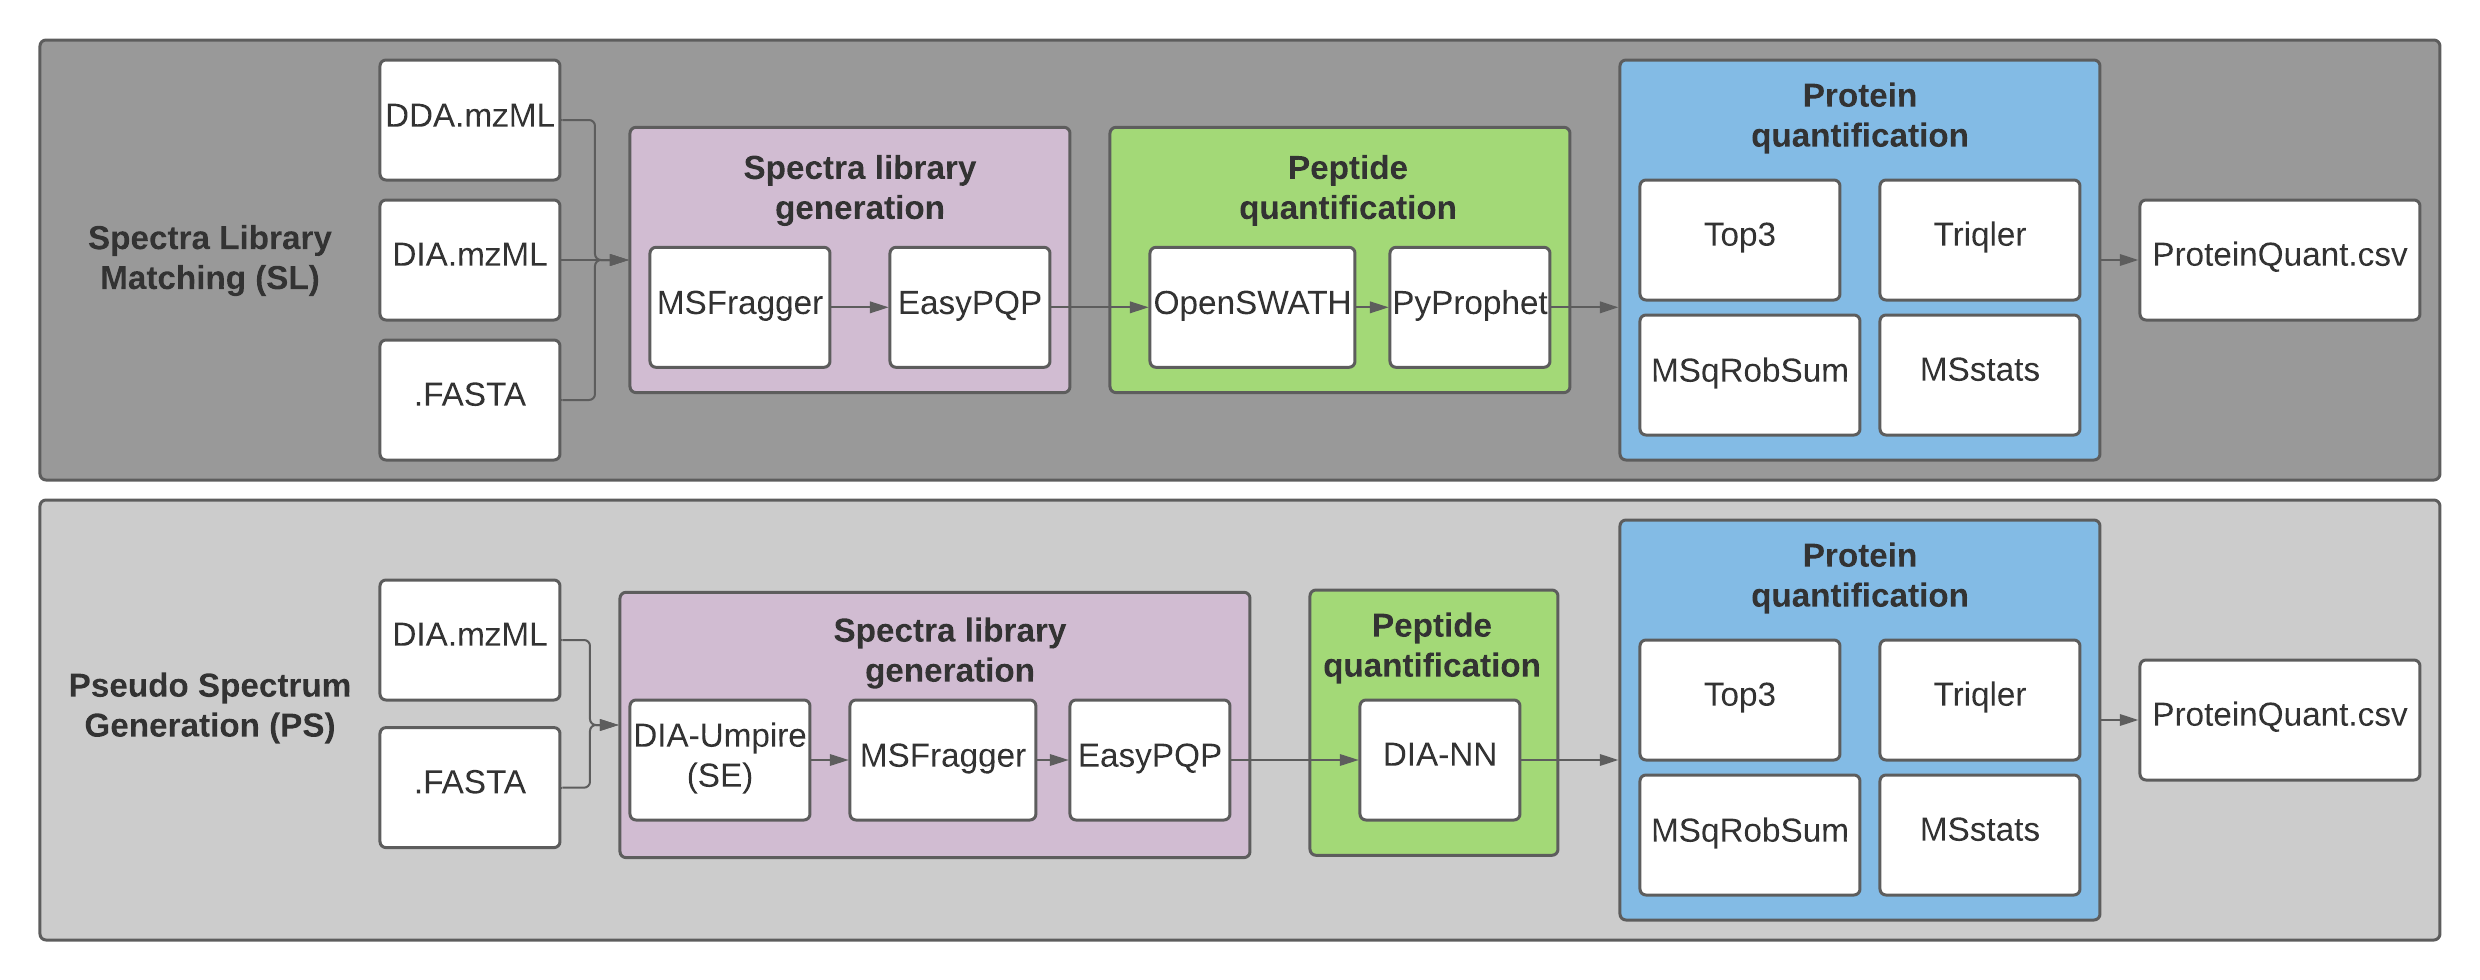 Spectra Library
Matching (SL)
DDA.mzML
DIA.mzML
.FASTA
Spectra library
generation
MSFragger
EasyPQP
Peptide
quantification
OpenSWATH
PyProphet
Protein
quantification
Top3
Triqler
MSqRobSum
MSstats
ProteinQuant.csv
Pseudo Spectrum
Generation (PS)
DIA.mzML
.FASTA
Spectra library
generation
DIA-Umpire
(SE)
MSFragger
EasyPQP
Peptide
quantification
DIA-NN
Protein
quantification
Top3
Triqler
MSqRobSum
MSstats
ProteinQuant.csv